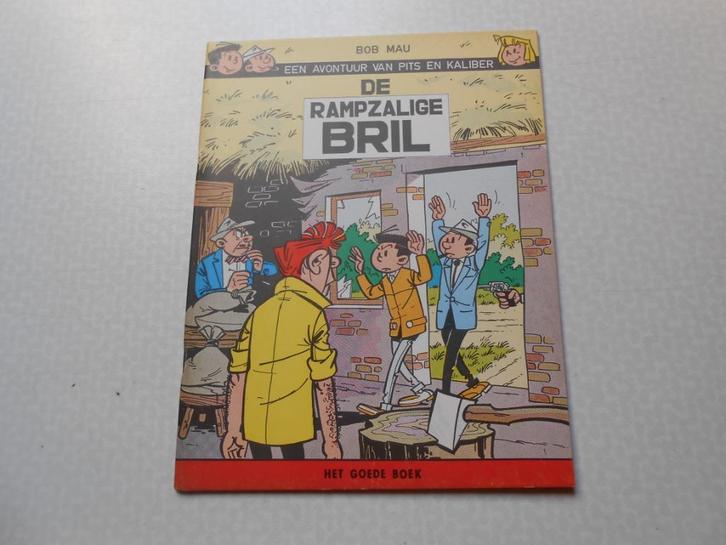 BOB MAU
EEN AVONTUUR VAN PITS EN KALIBER
DE
RAMPZALIGE
BRIL
HET GOEDE BOEK